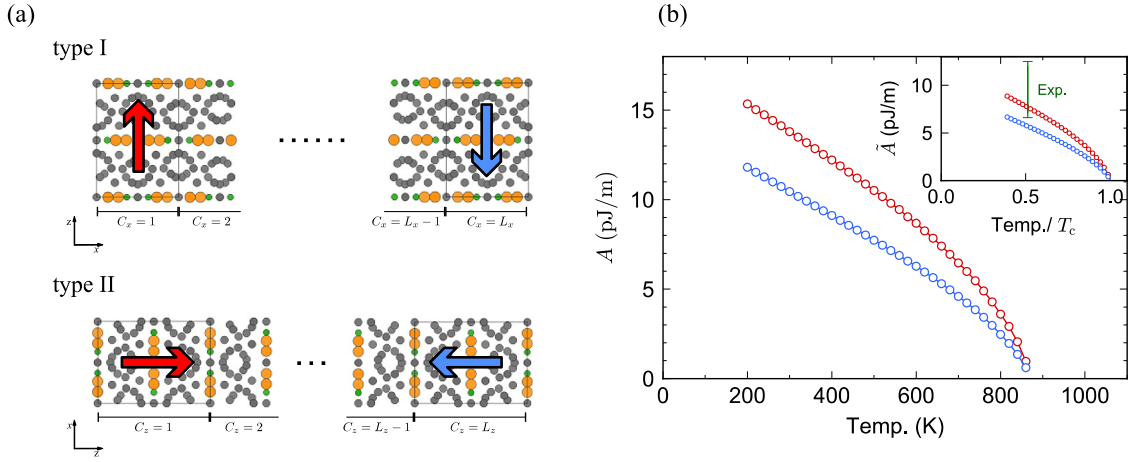 (a)
type I
......
C_x = 1
C_x = 2
C_x = L_x − 1
C_x = L_x
z
x
type II
...
C_z = 1
C_z = 2
C_z = L_z − 1
C_z = L_z
x
z
(b)
A (pJ/m)
15
10
5
0
0
200
400
600
800
1000
Temp. (K)
Ã (pJ/m)
10
5
0
0.0
0.5
1.0
Temp./ T_c
Exp.